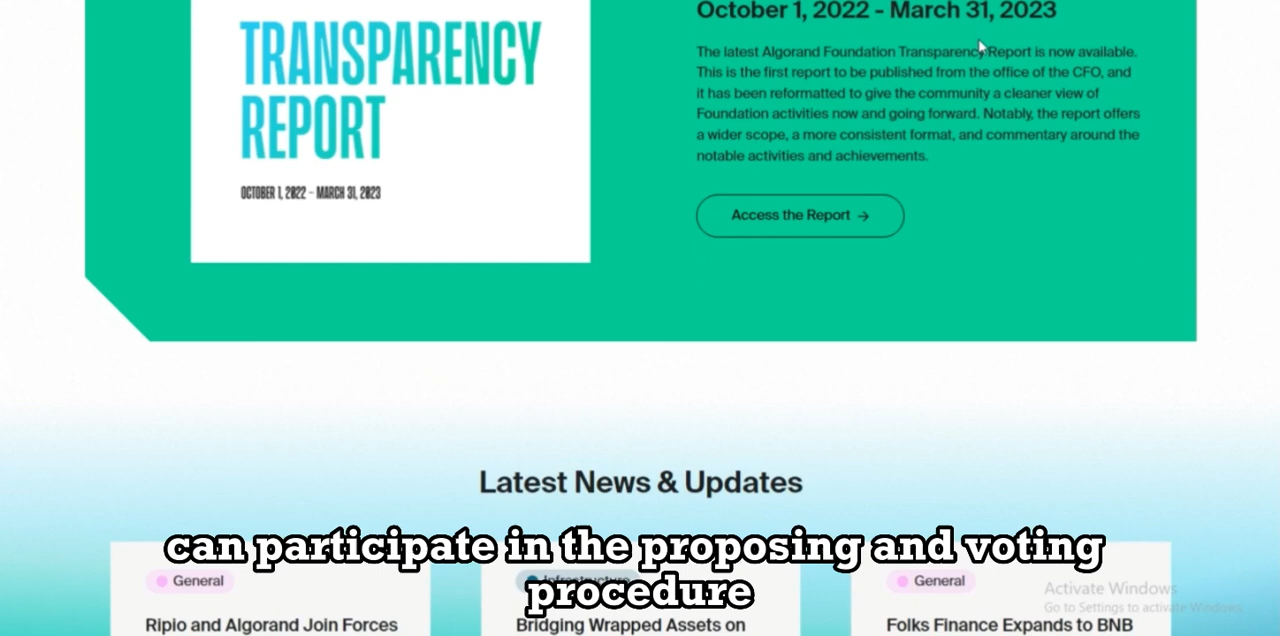 TRANSPARENCY
REPORT
OCTOBER 1, 2022 - MARCH 31, 2023
October 1, 2022 - March 31, 2023
The latest Algorand Foundation Transparency Report is now available.
This is the first report to be published from the office of the CFO, and
it has been reformatted to give the community a cleaner view of
Foundation activities now and going forward. Notably, the report offers
a wider scope, a more consistent format, and commentary around the
notable activities and achievements.
Access the Report →
Latest News & Updates
can participate in the proposing and voting
procedure
General
Infrastructure
General
Ripio and Algorand Join Forces
Bridging Wrapped Assets on
Folks Finance Expands to BNB
Activate Windows
Go to Settings to activate Windows.